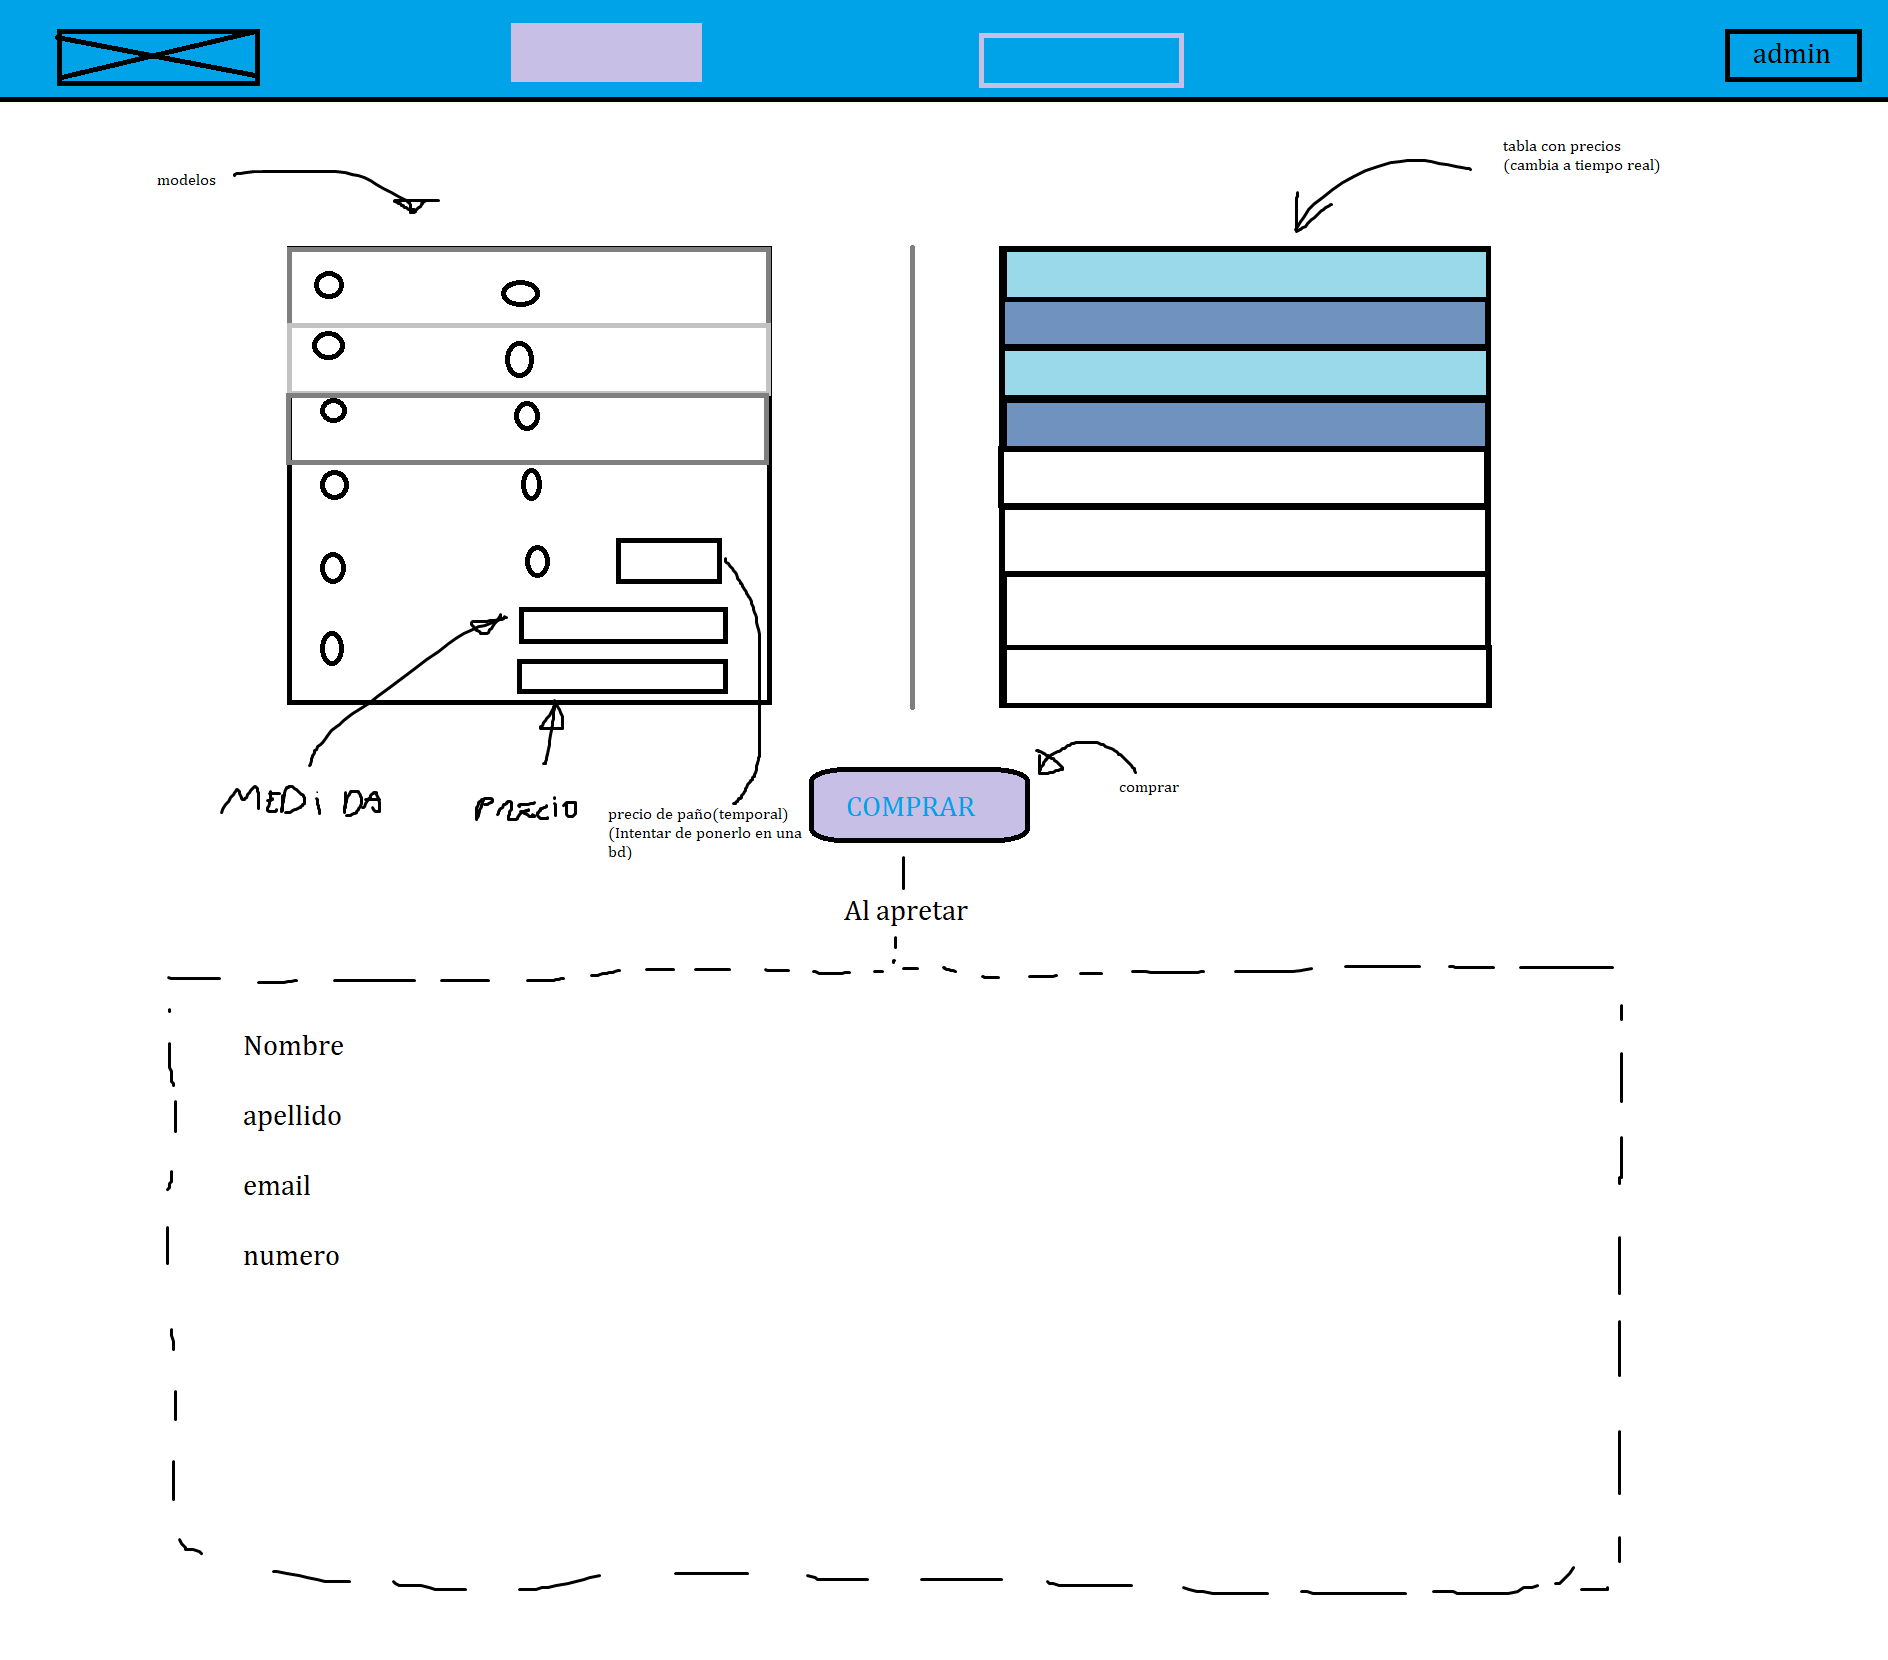 admin
modelos
tabla con precios
(cambia a tiempo real)
MEDiDA
PRECIO
precio de paño(temporal)
(Intentar de ponerlo en una
bd)
COMPRAR
comprar
Al apretar
Nombre
apellido
email
numero